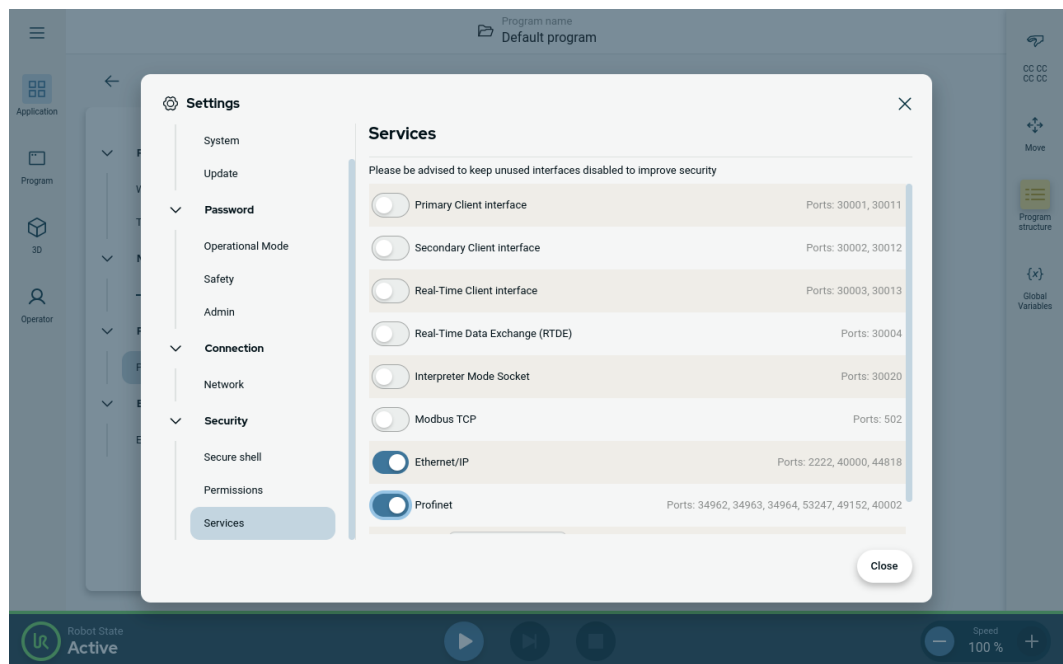 Program name
Default program
Application
Program
3D
Operator
CC CC
CC CC
Move
Program
structure
{x}
Global
Variables
Settings
System
Update
Password
Operational Mode
Safety
Admin
Connection
Network
Security
Secure shell
Permissions
Services
Services
Please be advised to keep unused interfaces disabled to improve security
Primary Client interface Ports: 30001, 30011
Secondary Client interface Ports: 30002, 30012
Real-Time Client interface Ports: 30003, 30013
Real-Time Data Exchange (RTDE) Ports: 30004
Interpreter Mode Socket Ports: 30020
Modbus TCP Ports: 502
Ethernet/IP Ports: 2222, 40000, 44818
Profinet Ports: 34962, 34963, 34964, 53247, 49152, 40002
Close
UR
Robot State
Active
Speed
100 %